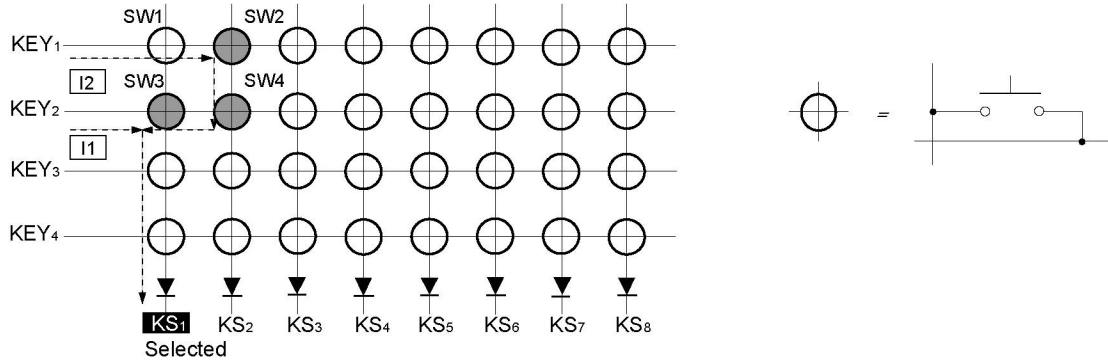 SW1 SW2
KEY₁
I2
SW3 SW4
KEY₂
I1
KEY₃
KEY₄
=
KS₁ KS₂ KS₃ KS₄ KS₅ KS₆ KS₇ KS₈
Selected